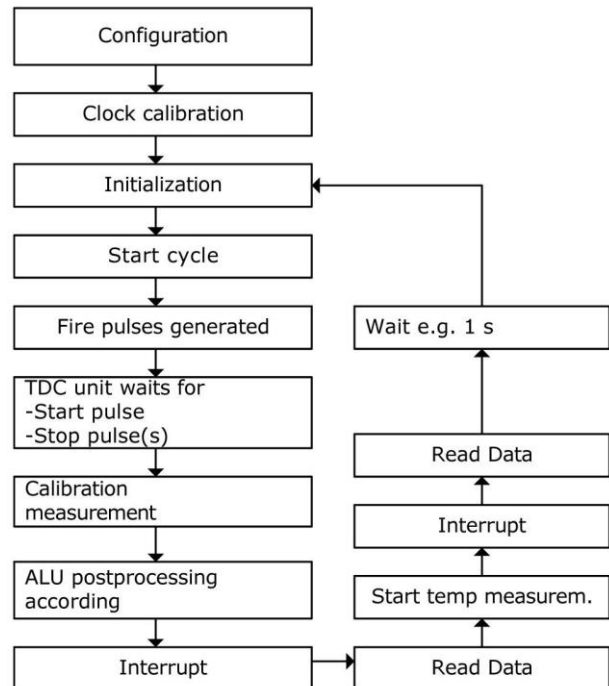 Configuration
Clock calibration
Initialization
Start cycle
Fire pulses generated
TDC unit waits for
-Start pulse
-Stop pulse(s)
Calibration
measurement
ALU postprocessing
according
Interrupt
Read Data
Start temp measurem.
Interrupt
Read Data
Wait e.g. 1 s